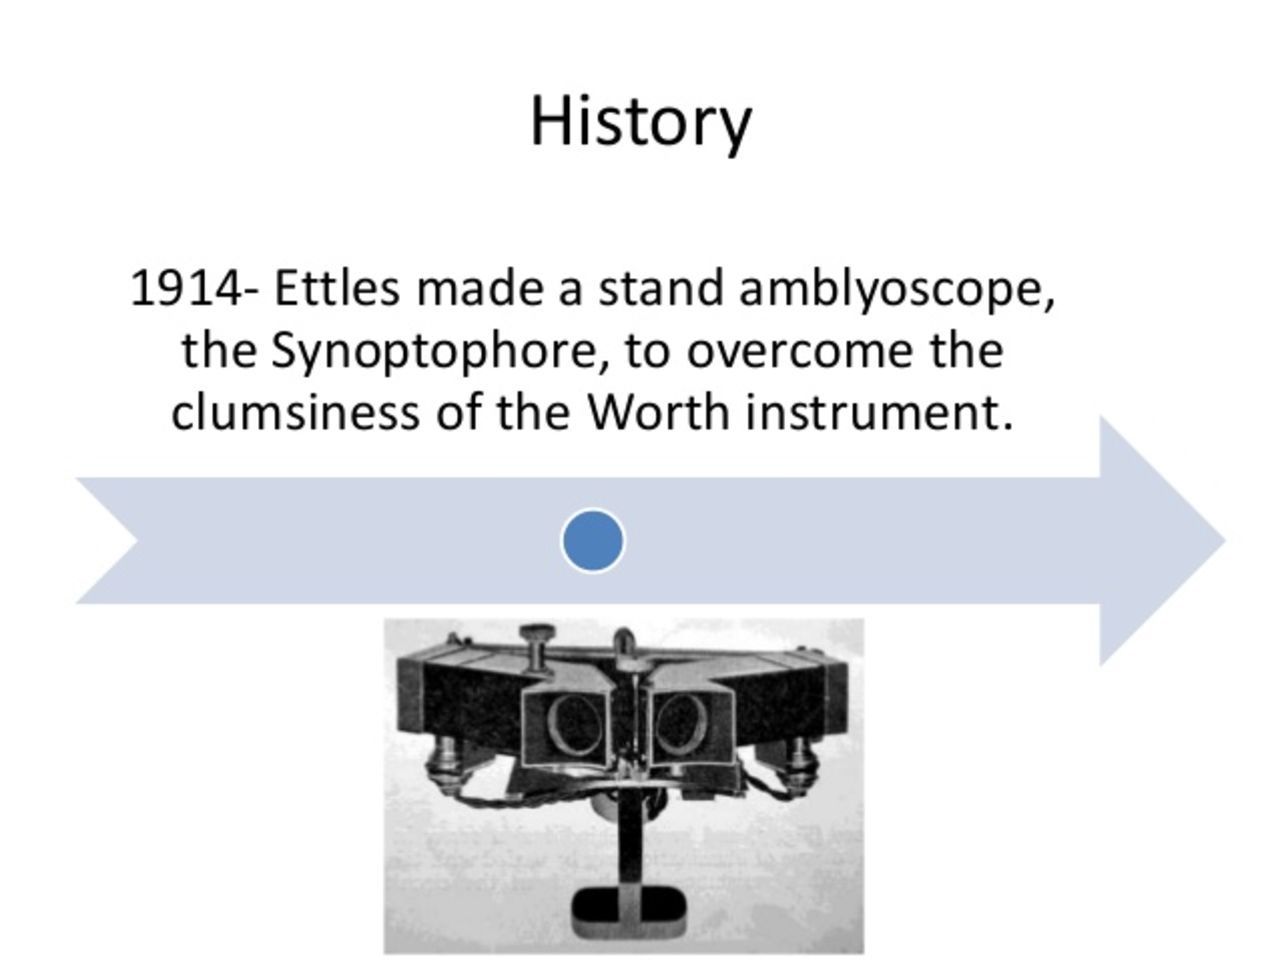 History
1914- Ettles made a stand amblyoscope,
the Synoptophore, to overcome the
clumsiness of the Worth instrument.